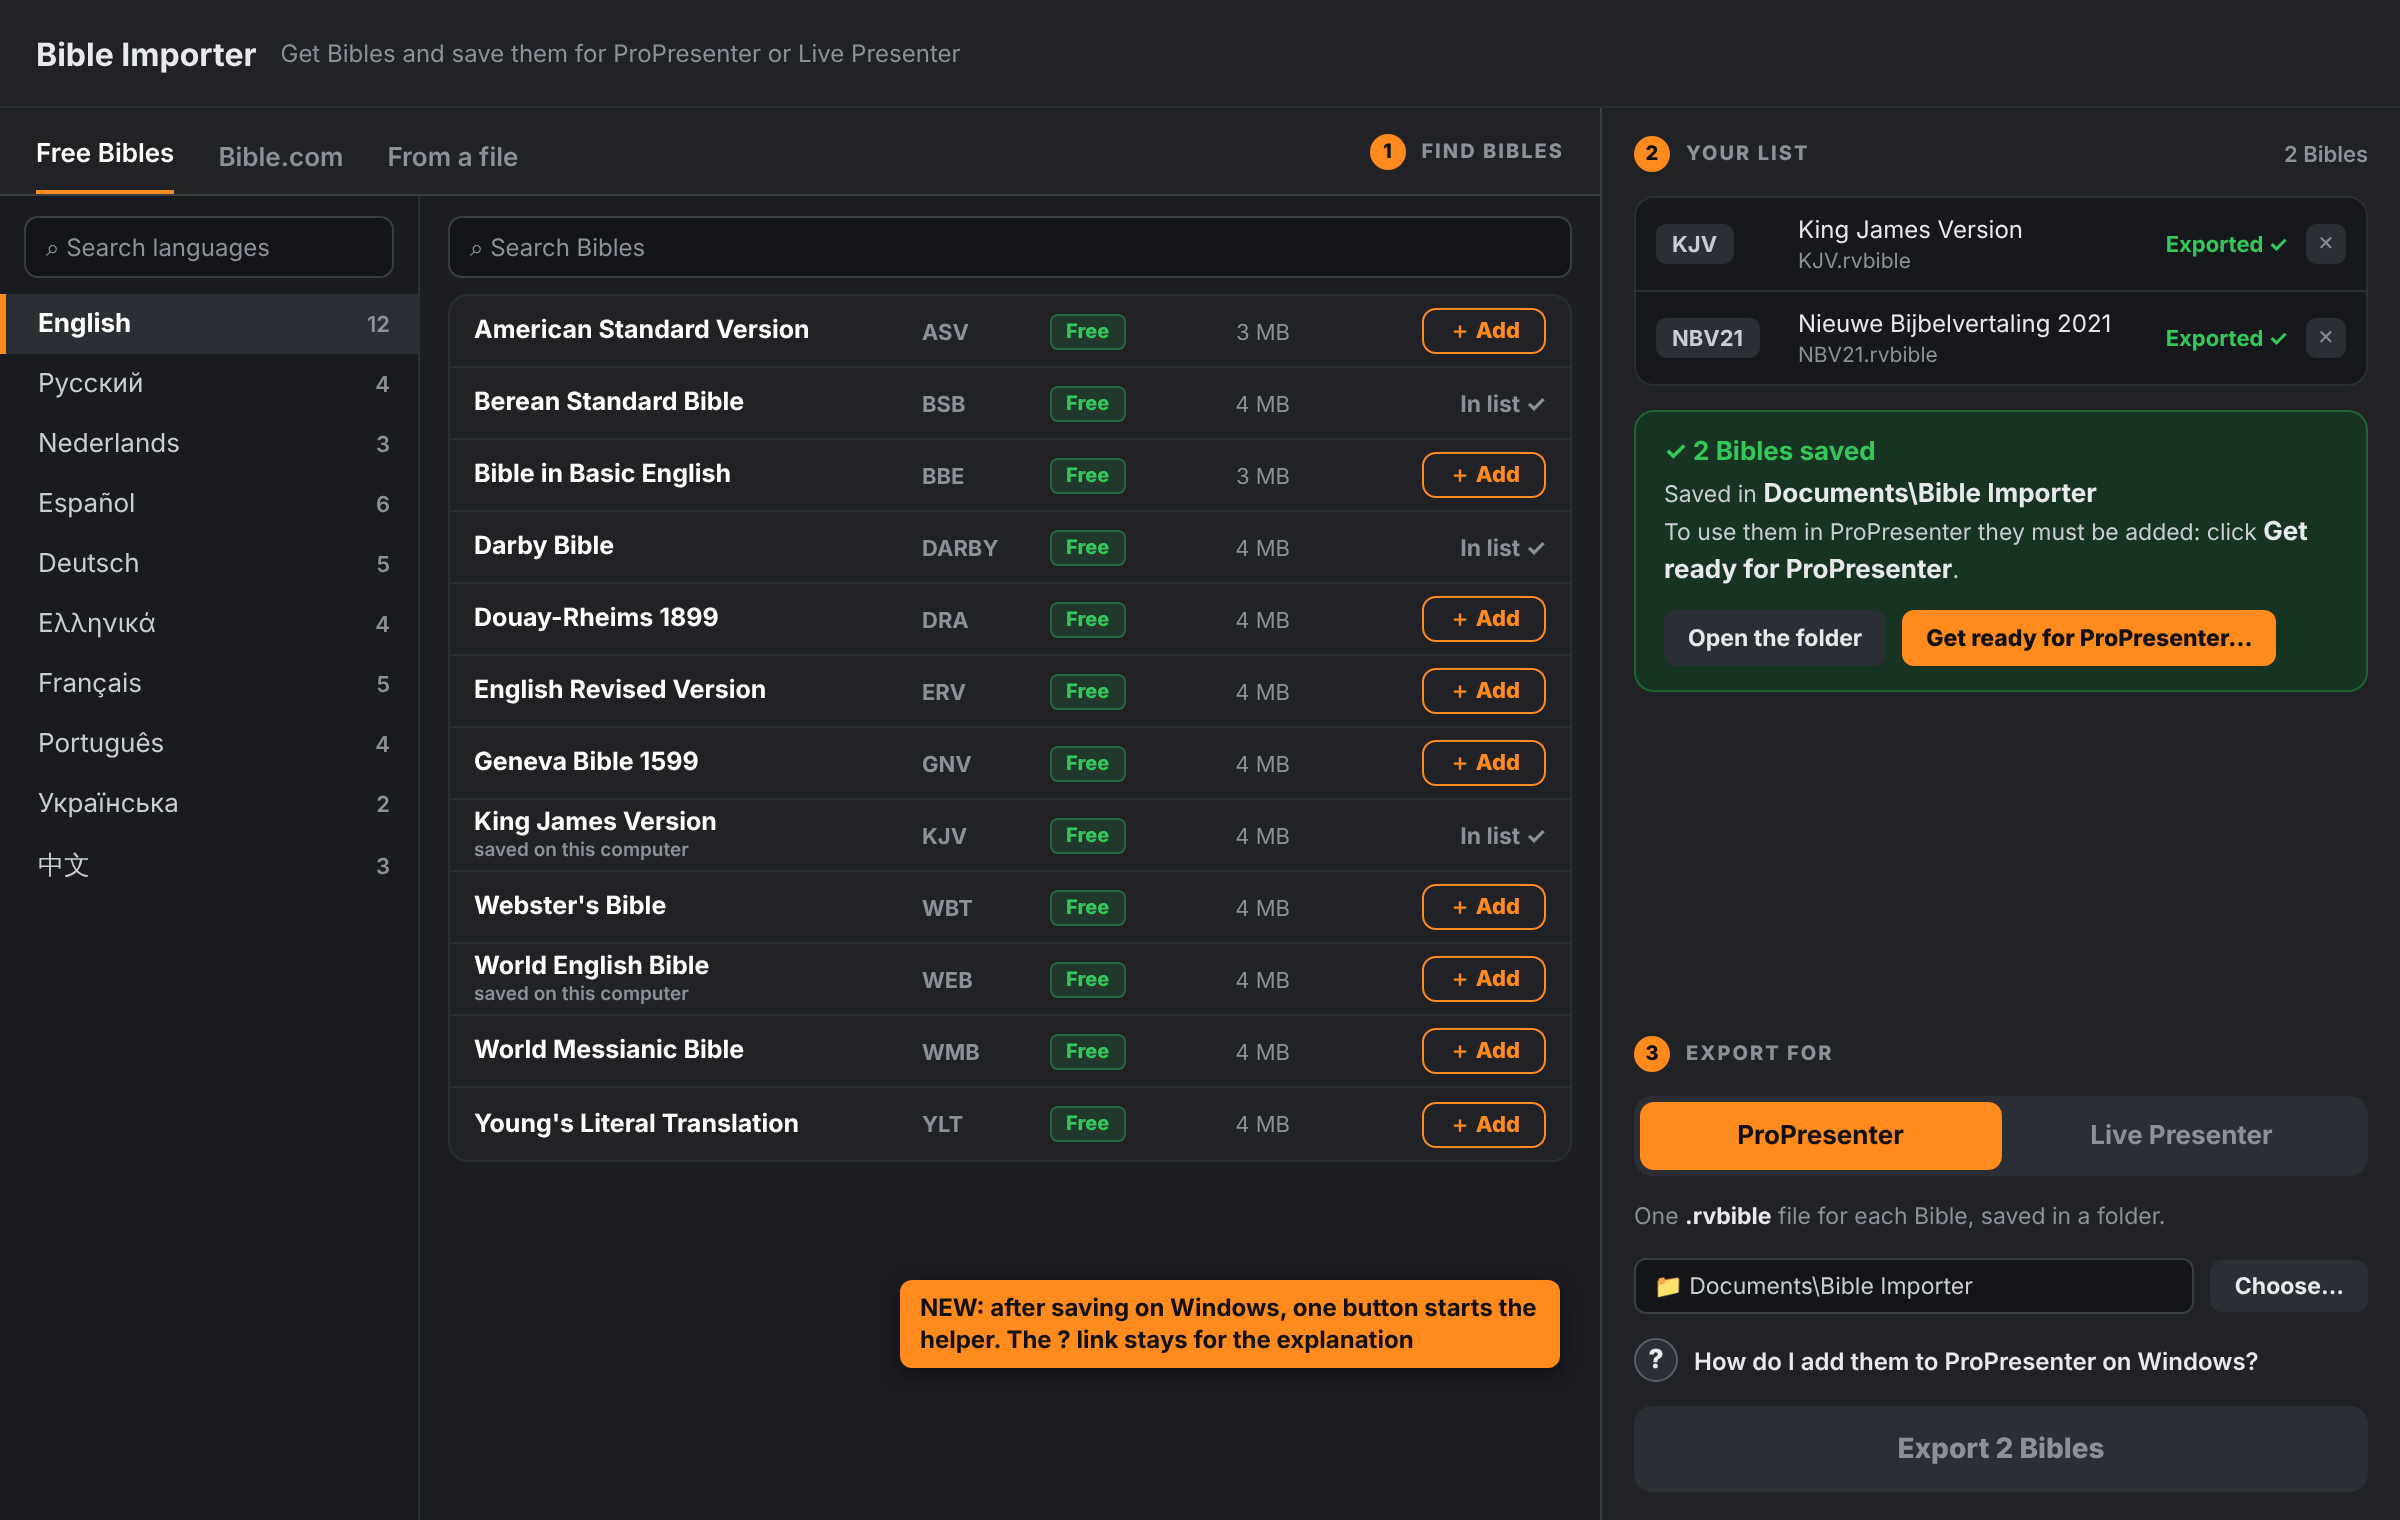 Bible Importer Get Bibles and save them for ProPresenter or Live Presenter
Free Bibles Bible.com From a file
1 FIND BIBLES
Search languages
English 12
Русский 4
Nederlands 3
Español 6
Deutsch 5
Ελληνικά 4
Français 5
Português 4
Українська 2
中文 3
Search Bibles
American Standard Version ASV Free 3 MB + Add
Berean Standard Bible BSB Free 4 MB In list ✓
Bible in Basic English BBE Free 3 MB + Add
Darby Bible DARBY Free 4 MB In list ✓
Douay-Rheims 1899 DRA Free 4 MB + Add
English Revised Version ERV Free 4 MB + Add
Geneva Bible 1599 GNV Free 4 MB + Add
King James Version KJV Free 4 MB In list ✓
saved on this computer
Webster's Bible WBT Free 4 MB + Add
World English Bible WEB Free 4 MB + Add
saved on this computer
World Messianic Bible WMB Free 4 MB + Add
Young's Literal Translation YLT Free 4 MB + Add
NEW: after saving on Windows, one button starts the
helper. The ? link stays for the explanation
2 YOUR LIST 2 Bibles
KJV King James Version Exported ✓ ×
KJV.rvbible
NBV21 Nieuwe Bijbelvertaling 2021 Exported ✓ ×
NBV21.rvbible
✓ 2 Bibles saved
Saved in Documents\Bible Importer
To use them in ProPresenter they must be added: click Get
ready for ProPresenter.
Open the folder Get ready for ProPresenter...
3 EXPORT FOR
ProPresenter Live Presenter
One .rvbible file for each Bible, saved in a folder.
Documents\Bible Importer Choose...
? How do I add them to ProPresenter on Windows?
Export 2 Bibles